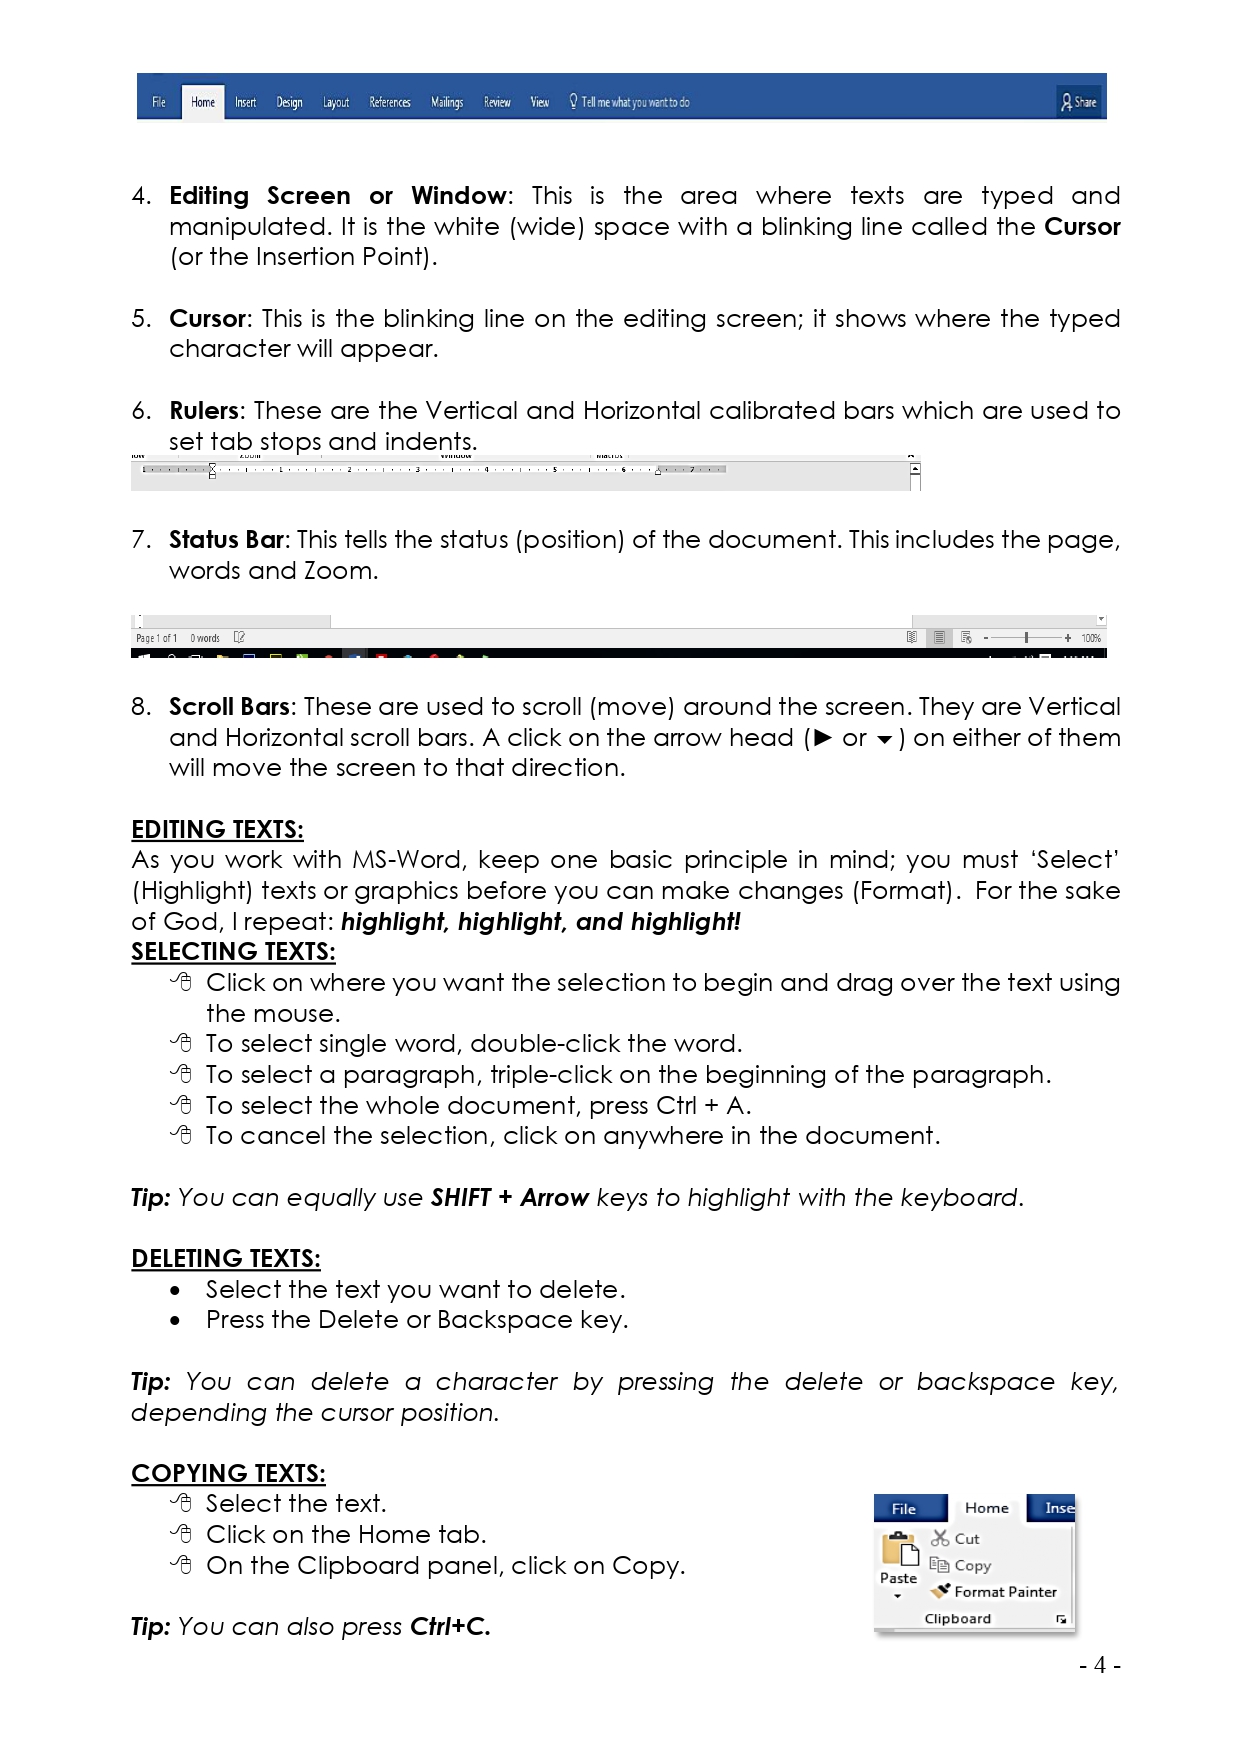 File Home Insert Design Layout References Mailings Review View Tell me what you want to do Share
4. Editing Screen or Window: This is the area where texts are typed and
manipulated. It is the white (wide) space with a blinking line called the Cursor
(or the Insertion Point).
5. Cursor: This is the blinking line on the editing screen; it shows where the typed
character will appear.
6. Rulers: These are the Vertical and Horizontal calibrated bars which are used to
set tab stops and indents.
1 1 2 3 4 5 6 7
7. Status Bar: This tells the status (position) of the document. This includes the page,
words and Zoom.
Page 1 of 1 0 words - + 100%
8. Scroll Bars: These are used to scroll (move) around the screen. They are Vertical
and Horizontal scroll bars. A click on the arrow head (► or ▼) on either of them
will move the screen to that direction.
EDITING TEXTS:
As you work with MS-Word, keep one basic principle in mind; you must ‘Select’
(Highlight) texts or graphics before you can make changes (Format). For the sake
of God, I repeat: highlight, highlight, and highlight!
SELECTING TEXTS:
Click on where you want the selection to begin and drag over the text using
the mouse.
To select single word, double-click the word.
To select a paragraph, triple-click on the beginning of the paragraph.
To select the whole document, press Ctrl + A.
To cancel the selection, click on anywhere in the document.
Tip: You can equally use SHIFT + Arrow keys to highlight with the keyboard.
DELETING TEXTS:
• Select the text you want to delete.
• Press the Delete or Backspace key.
Tip: You can delete a character by pressing the delete or backspace key,
depending the cursor position.
COPYING TEXTS:
Select the text.
Click on the Home tab.
On the Clipboard panel, click on Copy.
Tip: You can also press Ctrl+C.
File Home Inse
Cut
Copy
Paste
Format Painter
Clipboard
- 4 -